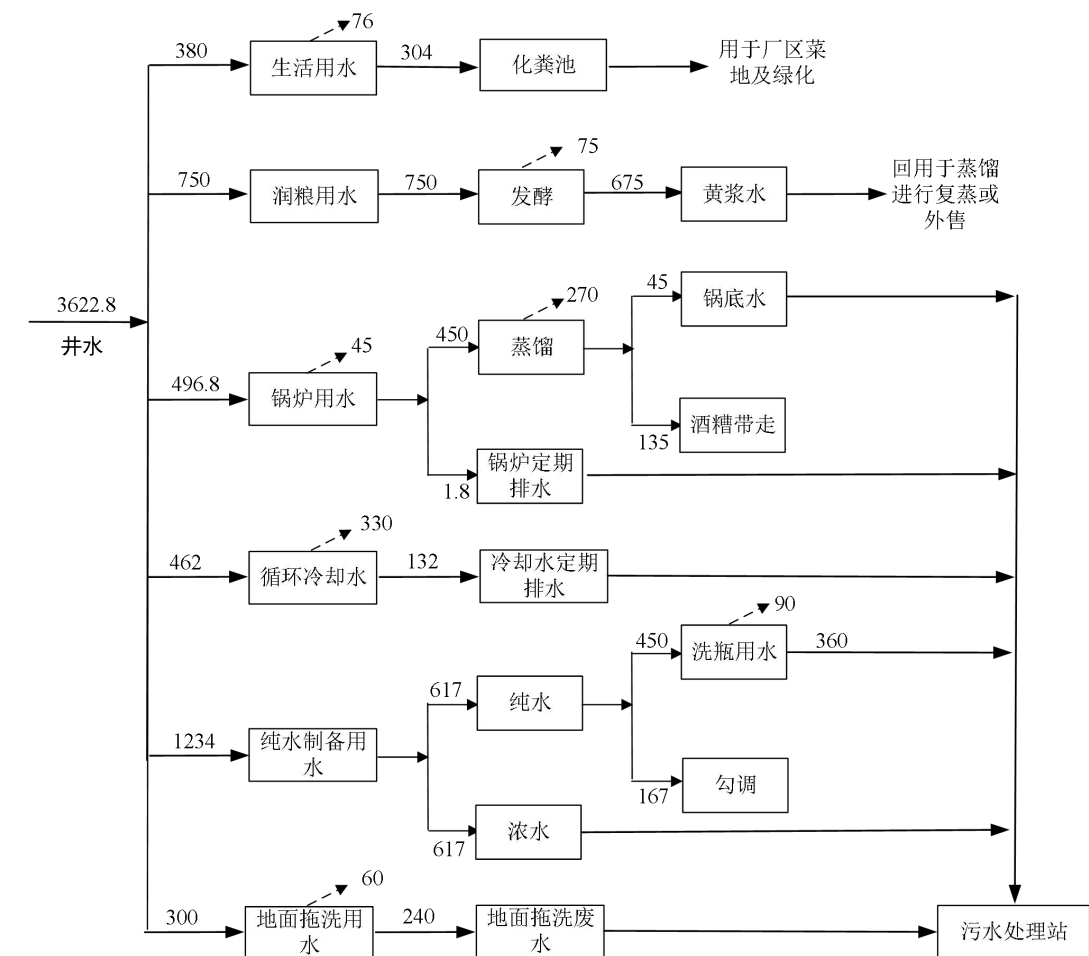 76
380
生活用水
304
化粪池
用于厂区菜
地及绿化
75
750
润粮用水
750
发酵
675
黄浆水
回用于蒸馏
进行复蒸或
外售
3622.8
井水
270
45
锅底水
450
蒸馏
45
496.8
锅炉用水
135
酒糟带走
1.8
锅炉定期
排水
330
462
循环冷却水
132
冷却水定期
排水
90
450
洗瓶用水
360
617
纯水
1234
纯水制备用
水
167
勾调
617
浓水
60
300
地面拖洗用
水
240
地面拖洗废
水
污水处理站